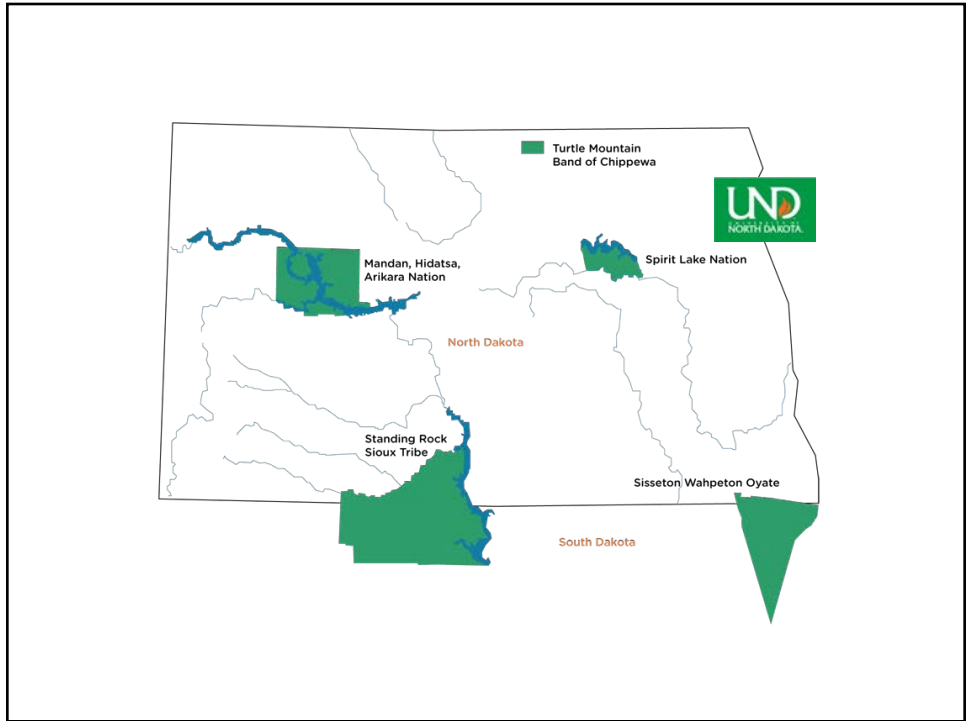 Turtle Mountain
Band of Chippewa
UND
UNIVERSITY OF
NORTH DAKOTA.
Mandan, Hidatsa,
Arikara Nation
Spirit Lake Nation
North Dakota
Standing Rock
Sioux Tribe
Sisseton Wahpeton Oyate
South Dakota